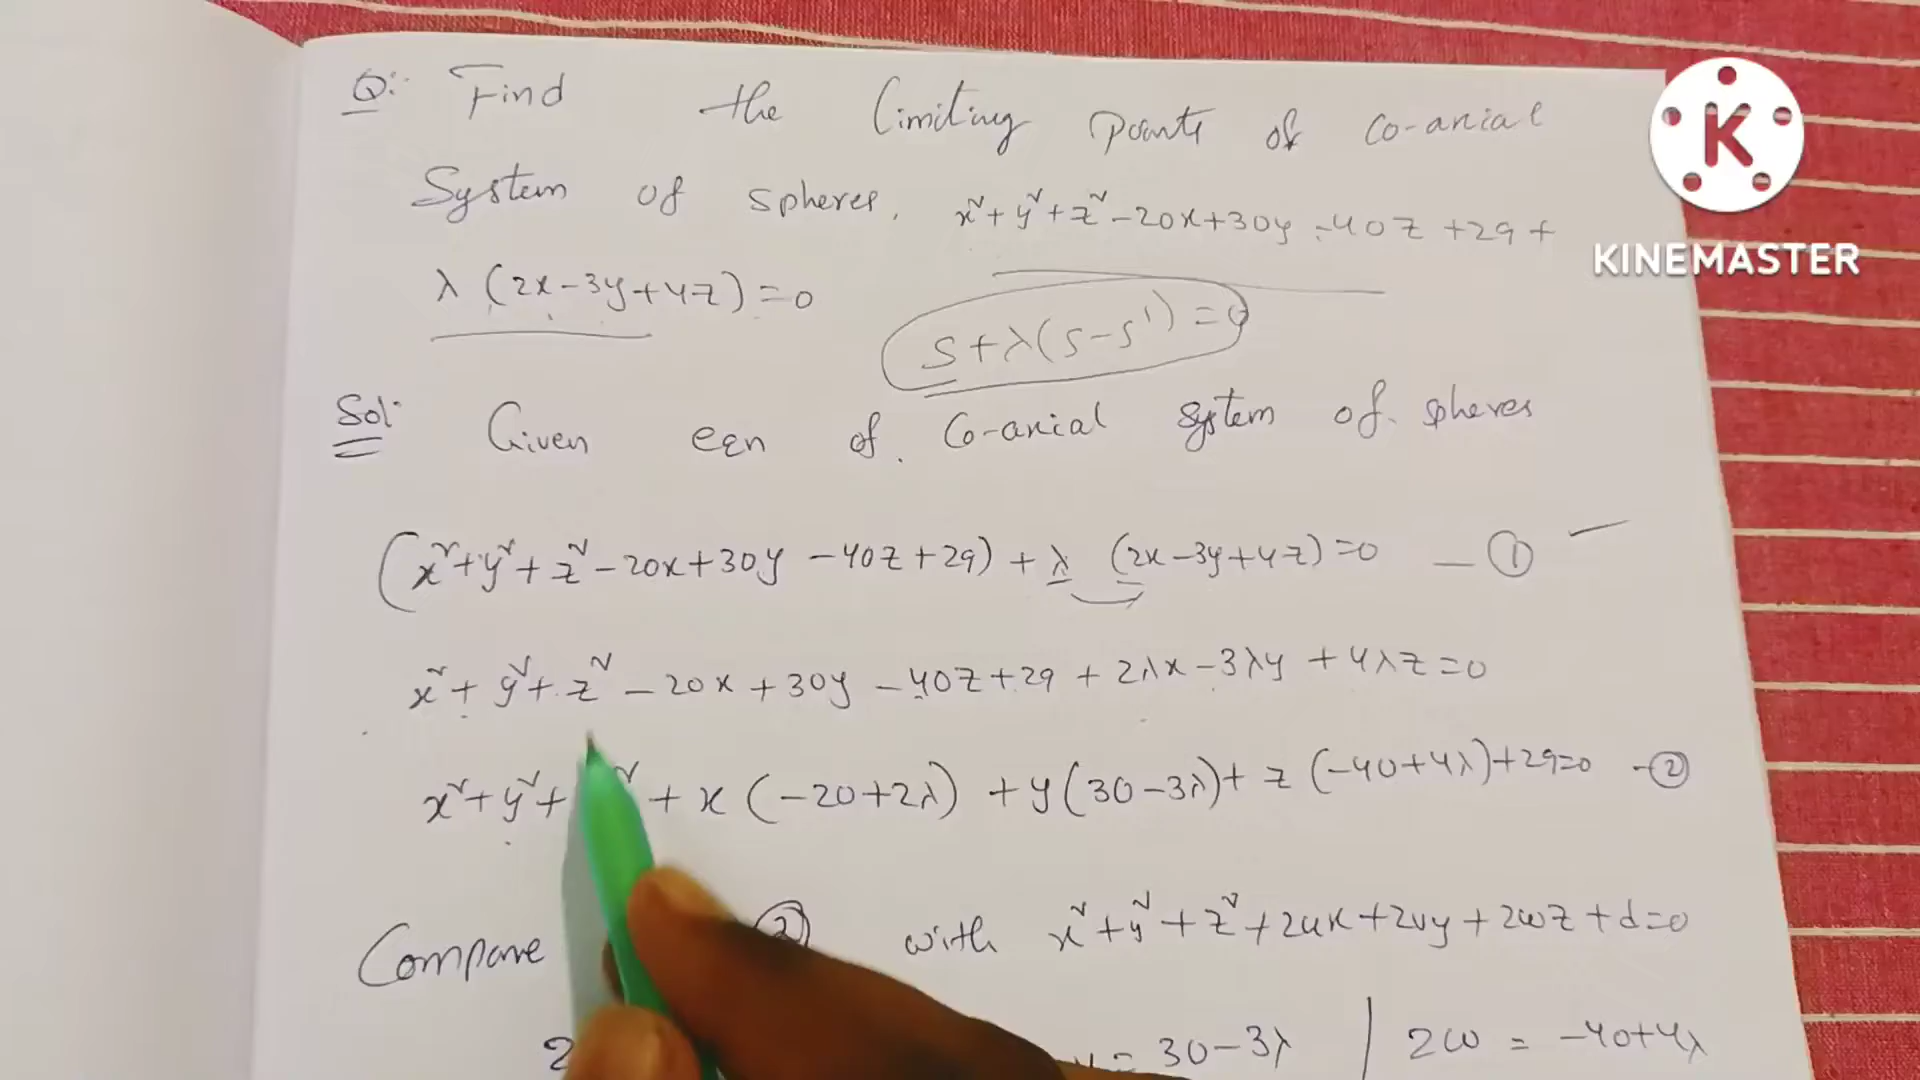 Q:- Find the limiting points of co-axial
System of spheres, x²+y²+z²-20x+30y-40z+29+
λ (2x-3y+4z)=0
S+λ(S-S')=0
Sol:- Given eqn of Co-axial System of spheres
(x²+y²+z²-20x+30y-40z+29)+λ (2x-3y+4z)=0 — ①
x²+y²+z²-20x+30y-40z+29+2λx-3λy+4λz=0
x²+y²+ ²+x(-20+2λ)+y(30-3λ)+z(-40+4λ)+29=0 -②
Compare ② with x²+y²+z²+2ux+2vy+2wz+d=0
2 = 30-3λ | 2w = -40+4λ
KINEMASTER